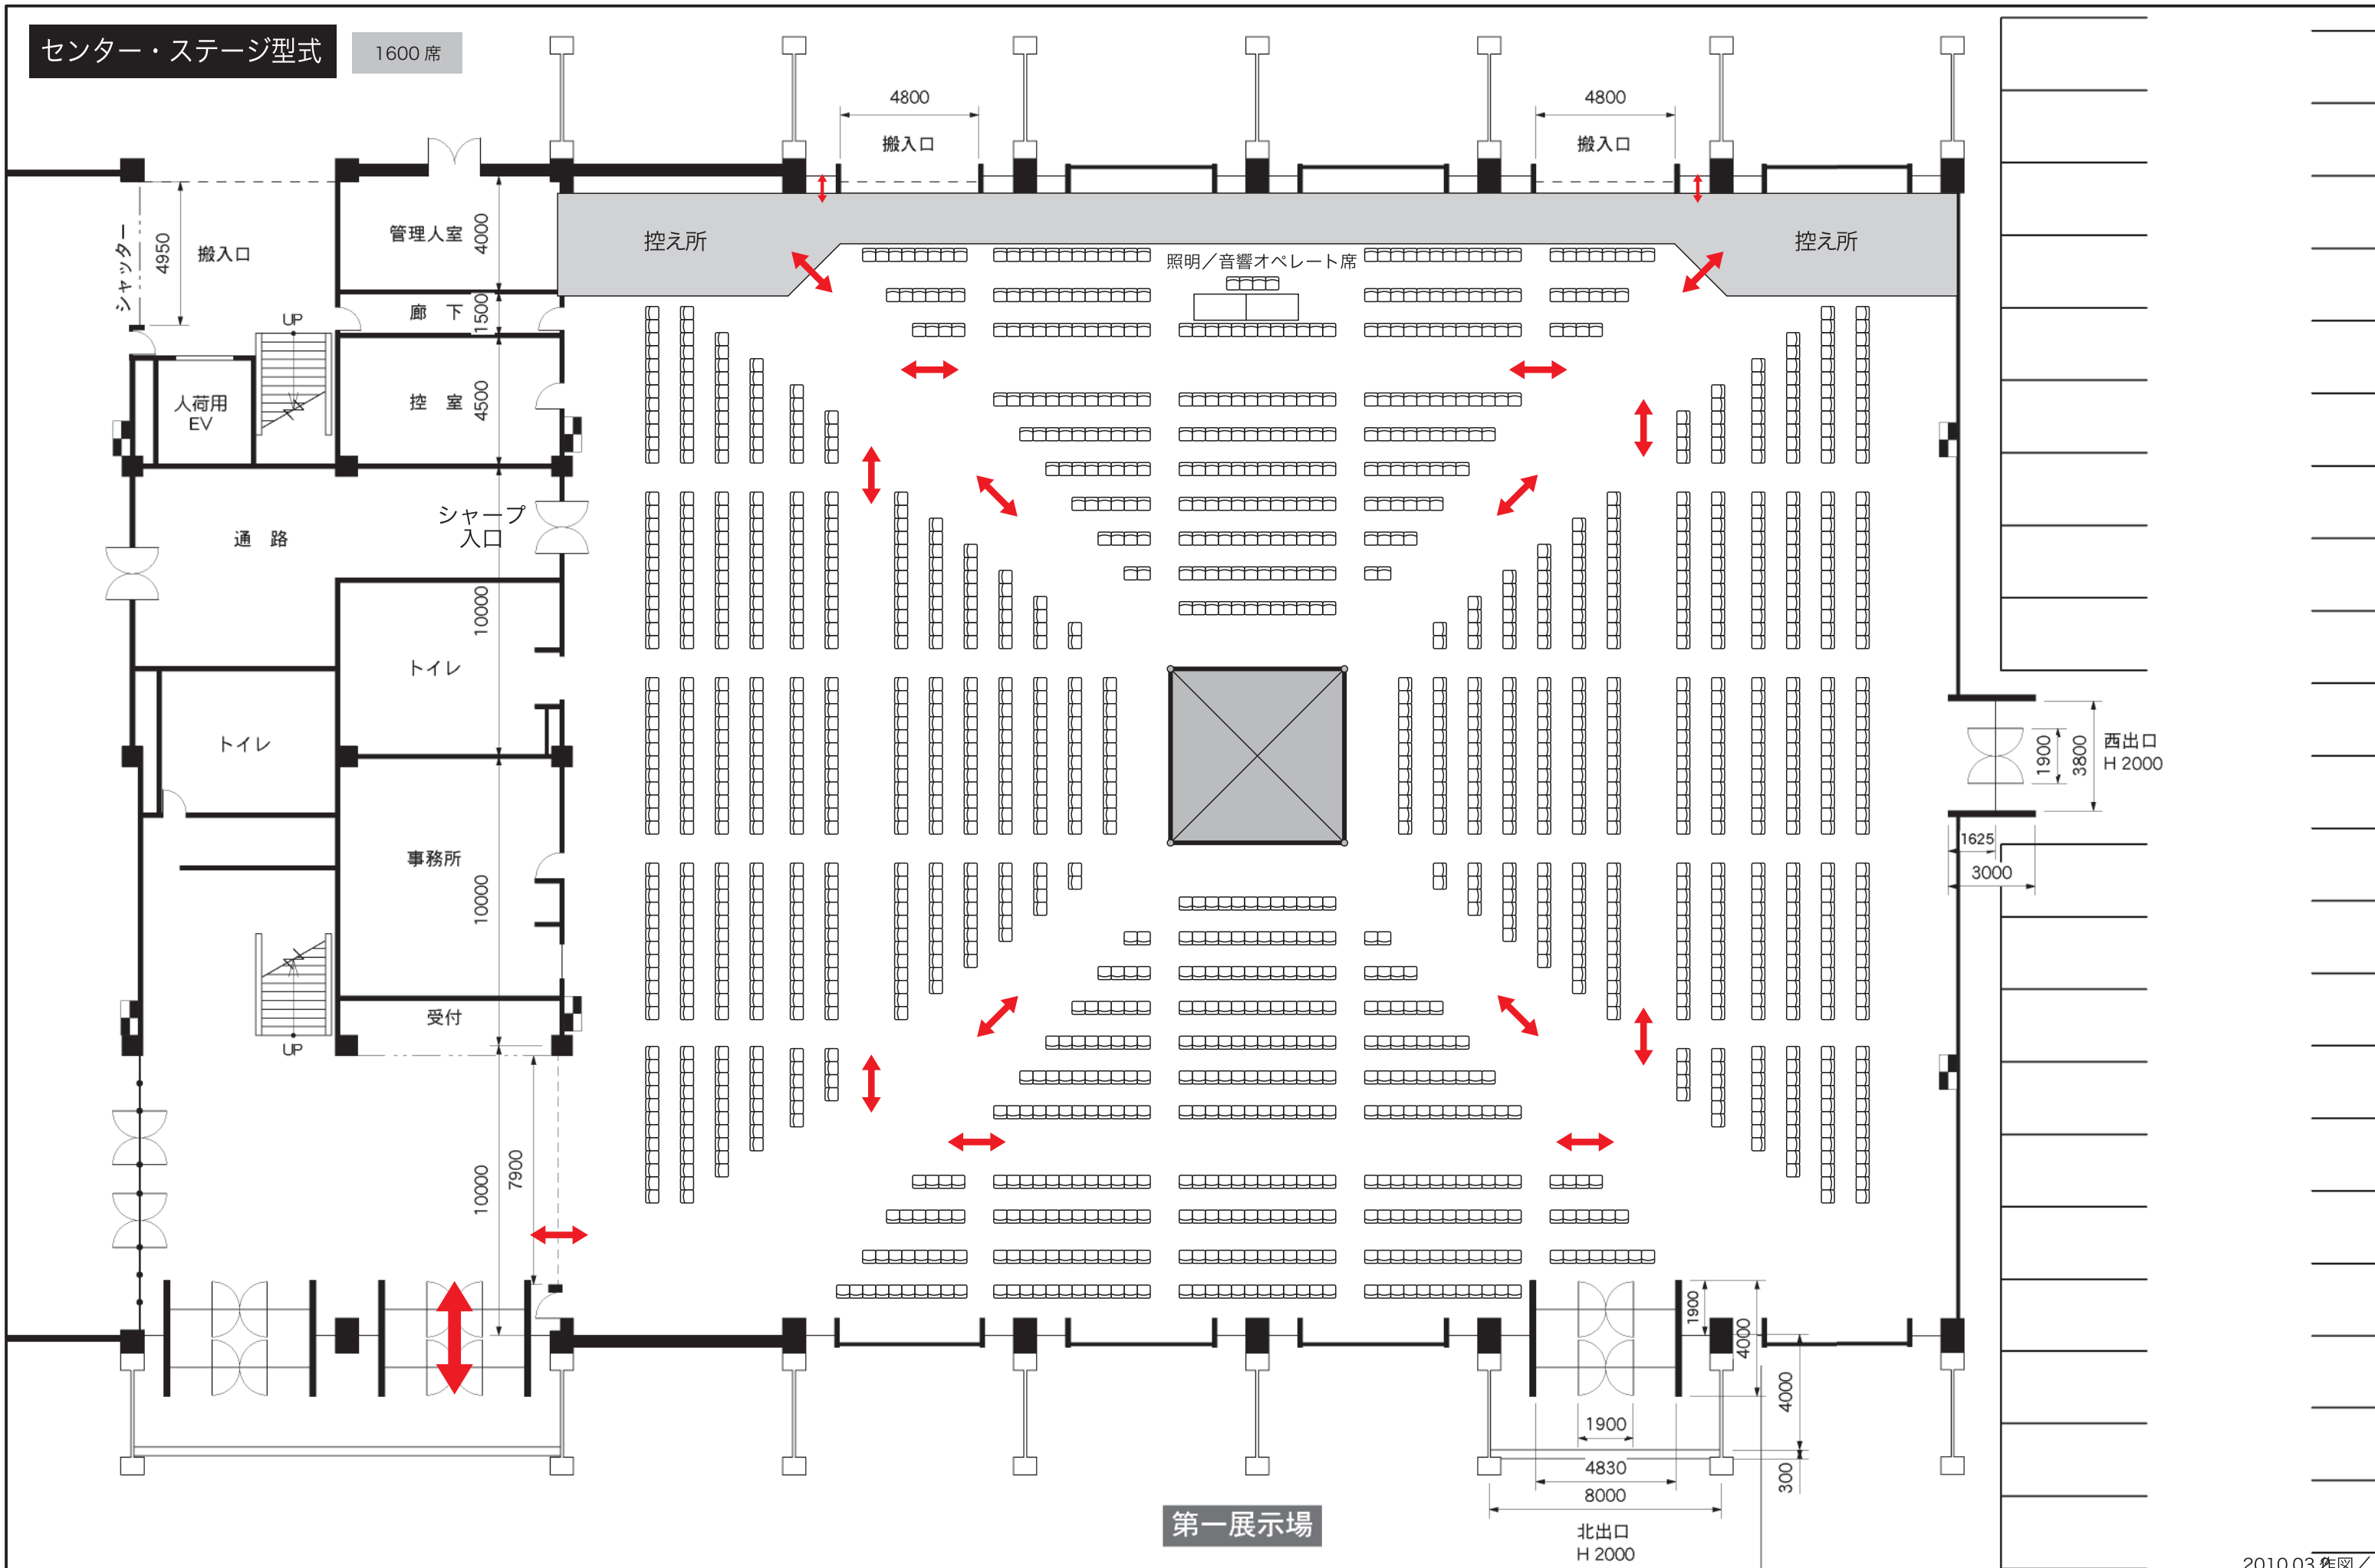 センター・ステージ型式
1600 席
4800
搬入口
4800
搬入口
シャッター
4950
搬入口
管理人室
4000
控え所
控え所
照明／音響オペレート席
廊 下
1500
UP
人荷用
EV
控 室
4500
シャープ
入口
通 路
10000
トイレ
トイレ
1900
3800
西出口
H 2000
1625
3000
事務所
10000
受付
UP
10000
7900
1900
4000
4000
300
1900
4830
8000
北出口
H 2000
第一展示場